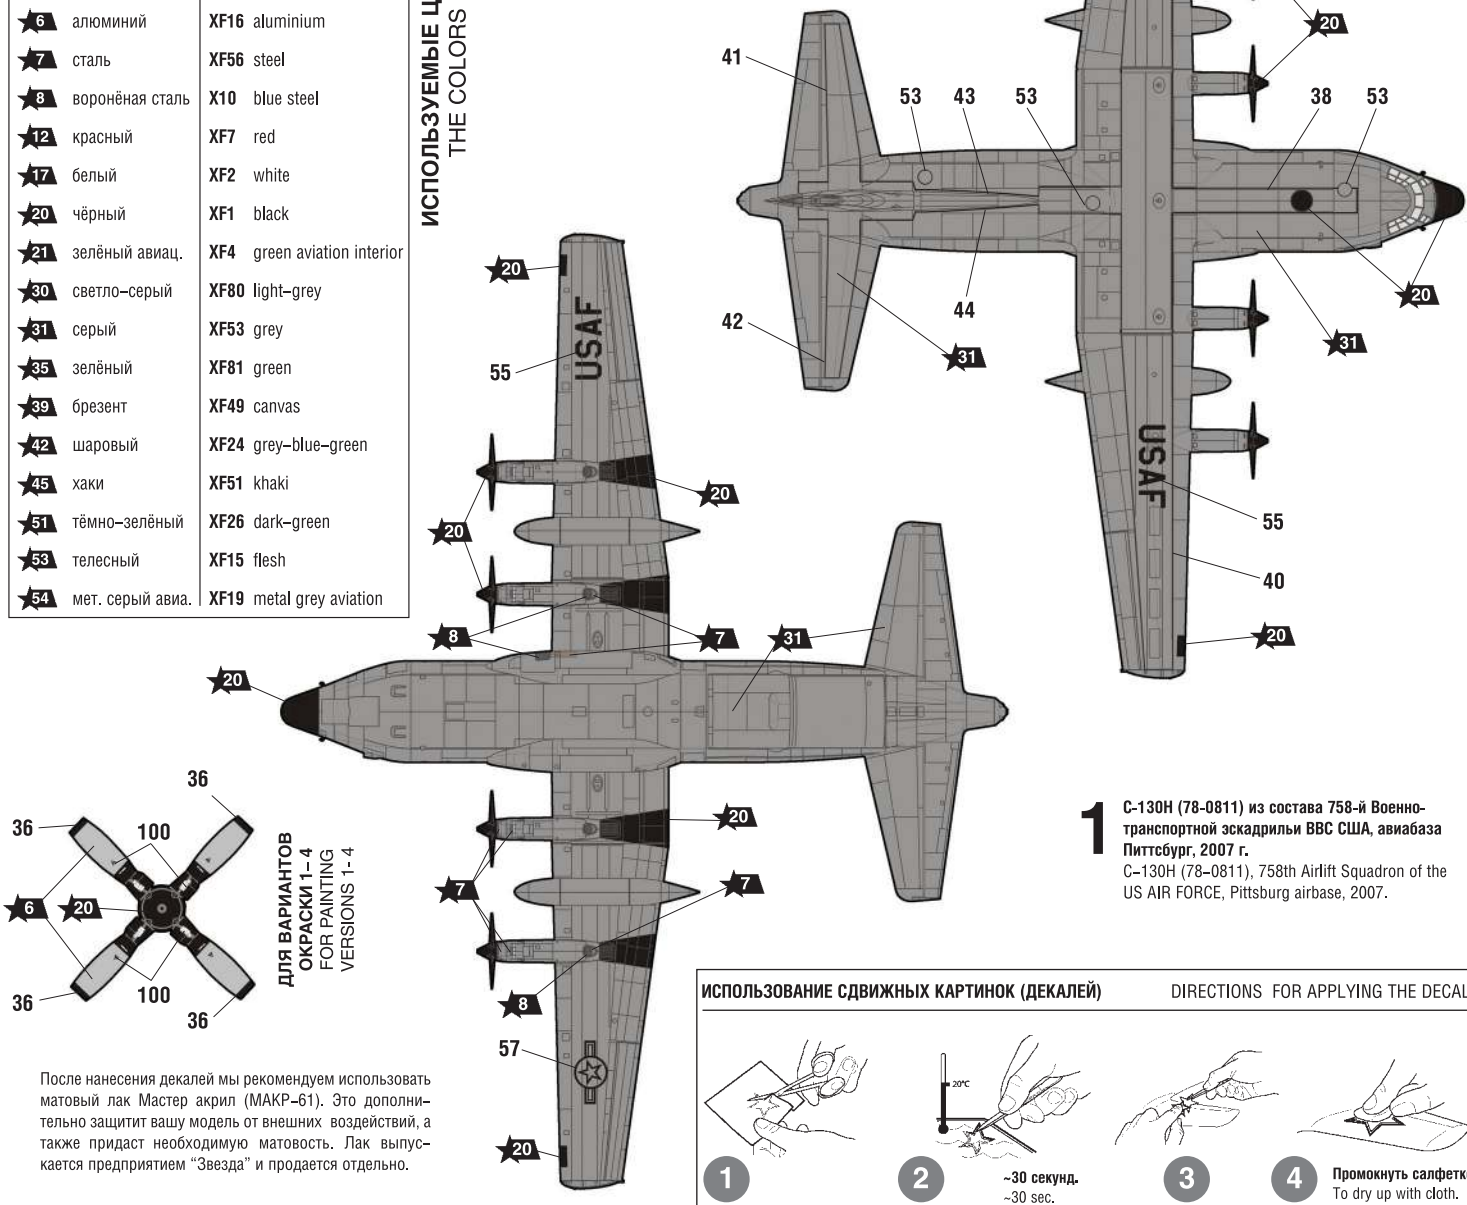 6 алюминий XF16 aluminium
7 сталь XF56 steel
8 воронёная сталь X10 blue steel
12 красный XF7 red
17 белый XF2 white
20 чёрный XF1 black
21 зелёный авиац. XF4 green aviation interior
30 светло–серый XF80 light–grey
31 серый XF53 grey
35 зелёный XF81 green
39 брезент XF49 canvas
42 шаровый XF24 grey–blue–green
45 хаки XF51 khaki
51 тёмно–зелёный XF26 dark–green
53 телесный XF15 flesh
54 мет. серый авиа. XF19 metal grey aviation
ИСПОЛЬЗУЕМЫЕ
THE COLORS
20
41
53
43
53
38
53
20
44
42
31
31
USAF
55
40
20
20
USAF
55
20
20
8
7
31
20
20
7
7
8
57
20
36
36
100
6
20
100
36
36
ДЛЯ ВАРИАНТОВ
ОКРАСКИ 1– 4
FOR PAINTING
VERSIONS 1- 4
1
С-130Н (78-0811) из состава 758-й Военно-
транспортной эскадрильи ВВС США, авиабаза
Питтсбург, 2007 г.
C–130H (78–0811), 758th Airlift Squadron of the
US AIR FORCE, Pittsburg airbase, 2007.
После нанесения декалей мы рекомендуем использовать
матовый лак Мастер акрил (МАКР–61). Это дополни–
тельно защитит вашу модель от внешних воздействий, а
также придаст необходимую матовость. Лак выпус–
кается предприятием “Звезда” и продается отдельно.
ИСПОЛЬЗОВАНИЕ СДВИЖНЫХ КАРТИНОК (ДЕКАЛЕЙ)
DIRECTIONS FOR APPLYING THE DECAL
20°C
1
2
~30 секунд.
~30 sec.
3
4
Промокнуть салфетк
To dry up with cloth.